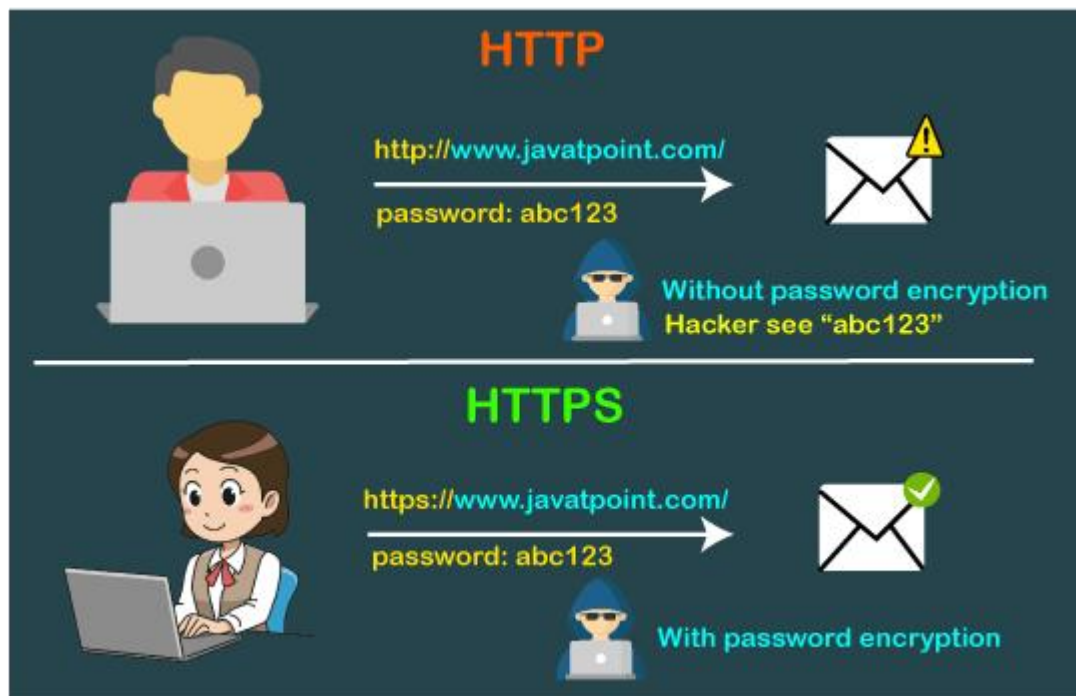 HTTP
http://www.javatpoint.com/
password: abc123
Without password encryption
Hacker see “abc123”
HTTPS
https://www.javatpoint.com/
password: abc123
With password encryption